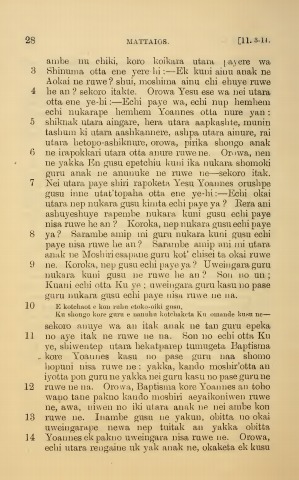 28 MATTAIOS. [11. 3-14.
ambe nu chiki, koro koikara utara payere wa
3 Shinuma otta ene yere hi:—Ek kuni ainu anak ne
Aokai ne ruwe? shui, moshima ainu chi ehuye ruwe
4 he an? sekoro itakte. Orowa Yesu ese wa nei utara
otta ene ye-hi:—Echi paye wa, echi nup hembem
echi nukarape hembem Yoannes otta nure yan:
5 shiknak utara aingare, hera utara aapkashte, munin
tashum ki utara aashkannere, ashpa utara ainure, rai
utara hetopo-ashiknure, orowa, pirika shongo anak
6 ne irapokkari utara otta anure ruwe ne. Orowa, nen
ne yakka En gusu epetchiu kuni ika nukara shomoki
guru anak ne anunuke ne ruwe ne—sekoro itak.
7 Nei utara paye shiri rapoketa Yesu Yoannes orushpe
gusu inne utat'topaha otta ene ye-hi:—Echi okai
utara nep nukara gusu kimta echi paye ya? Rera ani
ashuyeshuye rapembe nukara kuni gusu echi paye
nisa ruwe he an? Koroka, nep nukara gusu echi paye
8 ya? Sarambe amip mi guru nukara kuni gusu echi
paye nisa ruwe he an? Sarambe amip ani mi utara
anak ne Moshiri esapane guru kot' chisei ta okai ruwe
9 ne. Koroka, nep gusu echi paye ya? Uweingara guru
nukara kuni gusu ne ruwe he an? Son no un;
Kuani echi otta Ku ye; uweingara guru kasu no pase
guru nukara gusu echi paye nisa ruwe ne na.
10 E kotchaot e kan ruhe etoko-oiki gusu,
Ku shongo kore guru e sanuke kotchaketa Ku omande kusu ne—
sekoro anuye wa an itak anak ne tan guru epeka
11 no aye itak ne ruwe ne na. Son no echi otta Ku
ye, shiwentep utara hekatparep tumugeta Baptisma
kore Yoannes kasu no pase guru naa shomo
hopuni nisa ruwe ne: yakka, kando moshir'otta an
iyotta pon guru ne yakka nei guru kasu no pase guru ne
12 ruwe ne na. Orowa, Baptisma kore Yoannes an toho
wapo tane pakno kando moshiri aeyaikoniwen ruwe
ne, awa, niwen no iki utara anak ne nei ambe kon
13 ruwe ne. Inambe gusu ne yakun, obitta no okai
uweingarape newa nep tuitak an yakka obitta
14 Yoannes ek pakno uweingara nisa ruwe ne. Orowa,
echi utara rengaine uk yak anak ne, okaketa ek kusu